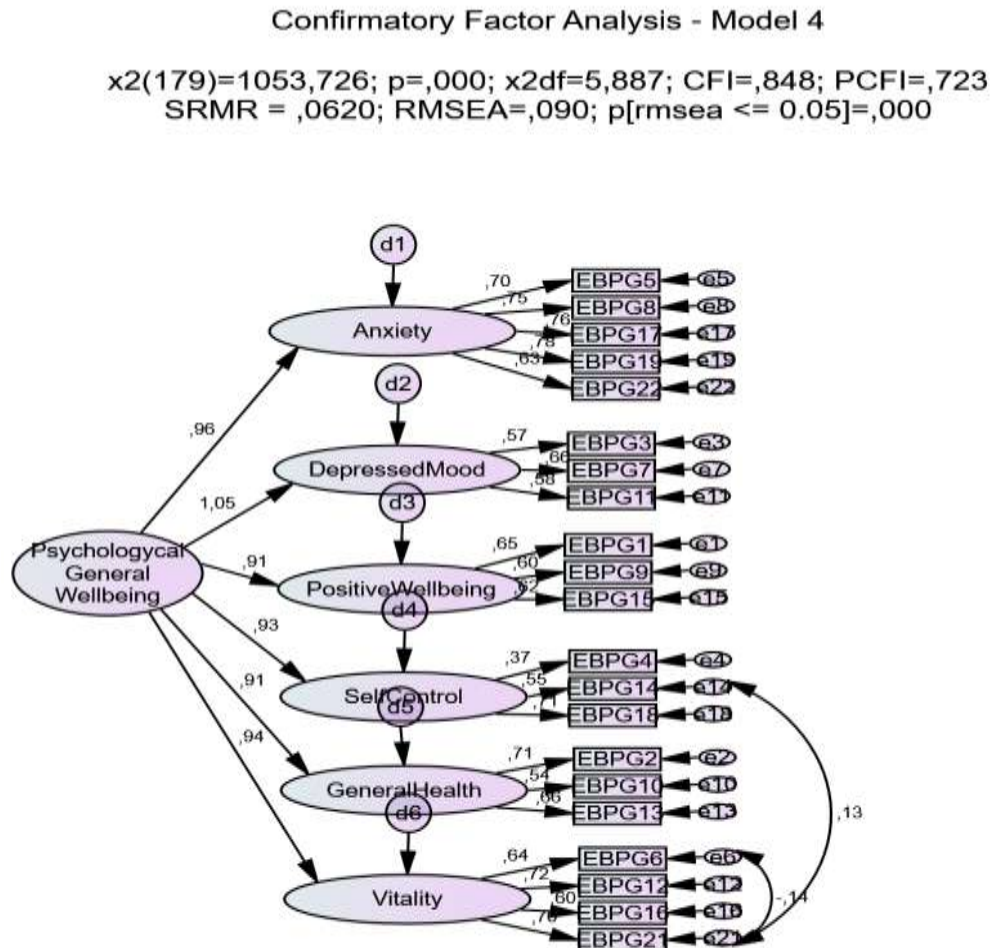 Confirmatory Factor Analysis - Model 4
x2(179)=1053,726; p=,000; x2df=5,887; CFI=,848; PCFI=,723
SRMR = ,0620; RMSEA=,090; p[rmsea <= 0.05]=,000
d1
,70
EBPG5
e5
,75
EBPG8
e8
Anxiety
,76
EBPG17
e17
,78
EBPG19
e19
,63
EBPG22
e22
d2
,96
,57
EBPG3
e3
DepressedMood
,66
EBPG7
e7
,58
EBPG11
e11
d3
1,05
,65
EBPG1
e1
Psychologycal
General
Wellbeing
,91
,60
EBPG9
e9
PositiveWellbeing
,62
EBPG15
e15
d4
,93
,37
EBPG4
e4
,55
EBPG14
e14
SelfControl
EBPG18
e18
d5
,91
,71
EBPG2
e2
,94
,54
EBPG10
e10
GeneralHealth
,66
EBPG13
e13
d6
,13
,64
EBPG6
e6
,72
EBPG12
e12
Vitality
,60
EBPG16
e16
-,14
EBPG21
e21